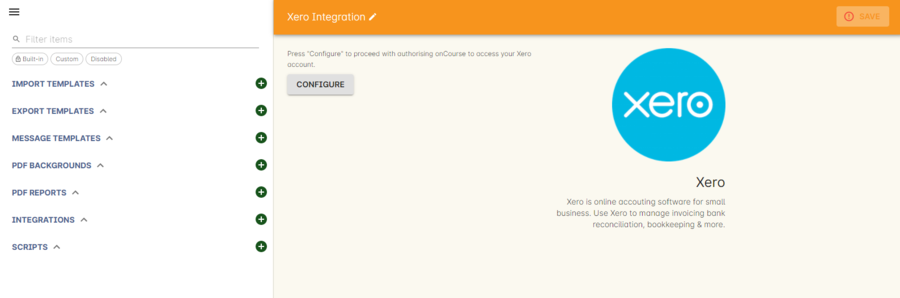 Xero Integration
SAVE
Filter items
Built-in
Custom
Disabled
IMPORT TEMPLATES
EXPORT TEMPLATES
MESSAGE TEMPLATES
PDF BACKGROUNDS
PDF REPORTS
INTEGRATIONS
SCRIPTS
Press "Configure" to proceed with authorising onCourse to access your Xero
account.
CONFIGURE
xero
Xero
Xero is online accouting software for small
business. Use Xero to manage invoicing bank
reconciliation, bookkeeping & more.